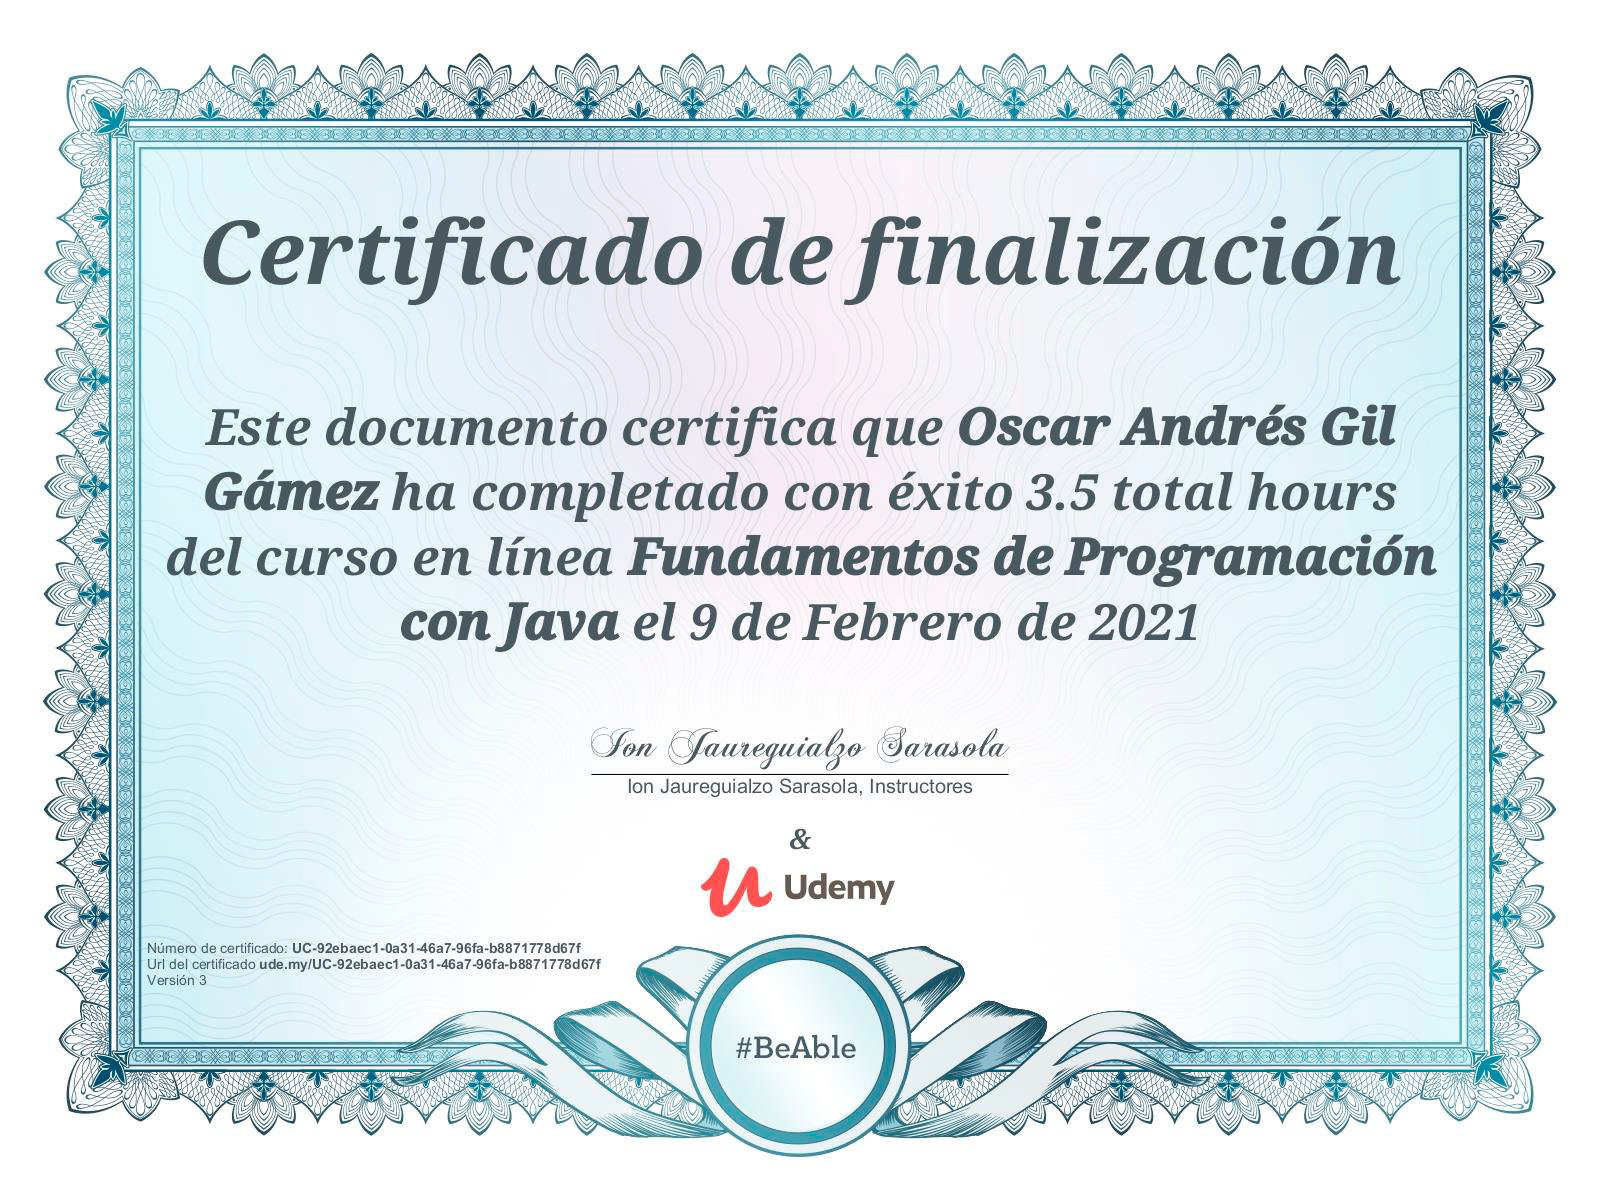 Certificado de finalización
Este documento certifica que Oscar Andrés Gil
Gámez ha completado con éxito 3.5 total hours
del curso en línea Fundamentos de Programación
con Java el 9 de Febrero de 2021
Ion Jaureguialzo Sarasola
Ion Jaureguialzo Sarasola, Instructores
&
Udemy
Número de certificado: UC-92ebaec1-0a31-46a7-96fa-b8871778d67f
Url del certificado ude.my/UC-92ebaec1-0a31-46a7-96fa-b8871778d67f
Versión 3
#BeAble